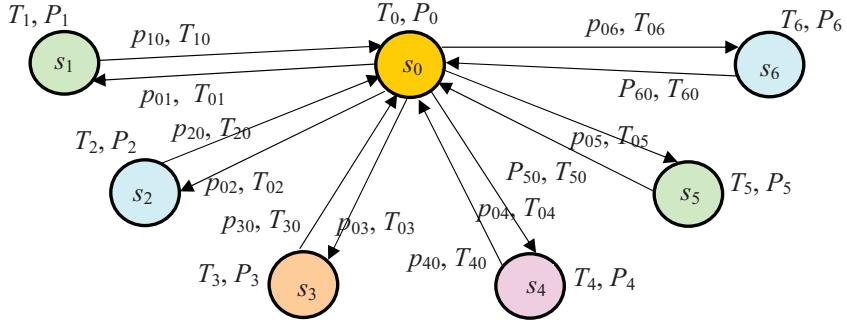 T1, P1
T0, P0
T6, P6
p10, T10
p06, T06
s1
s0
s6
p01, T01
P60, T60
p20, T20
p05, T05
T2, P2
s2
p02, T02
P50, T50
s5
T5, P5
p30, T30
p03, T03
p04, T04
T3, P3
s3
p40, T40
s4
T4, P4